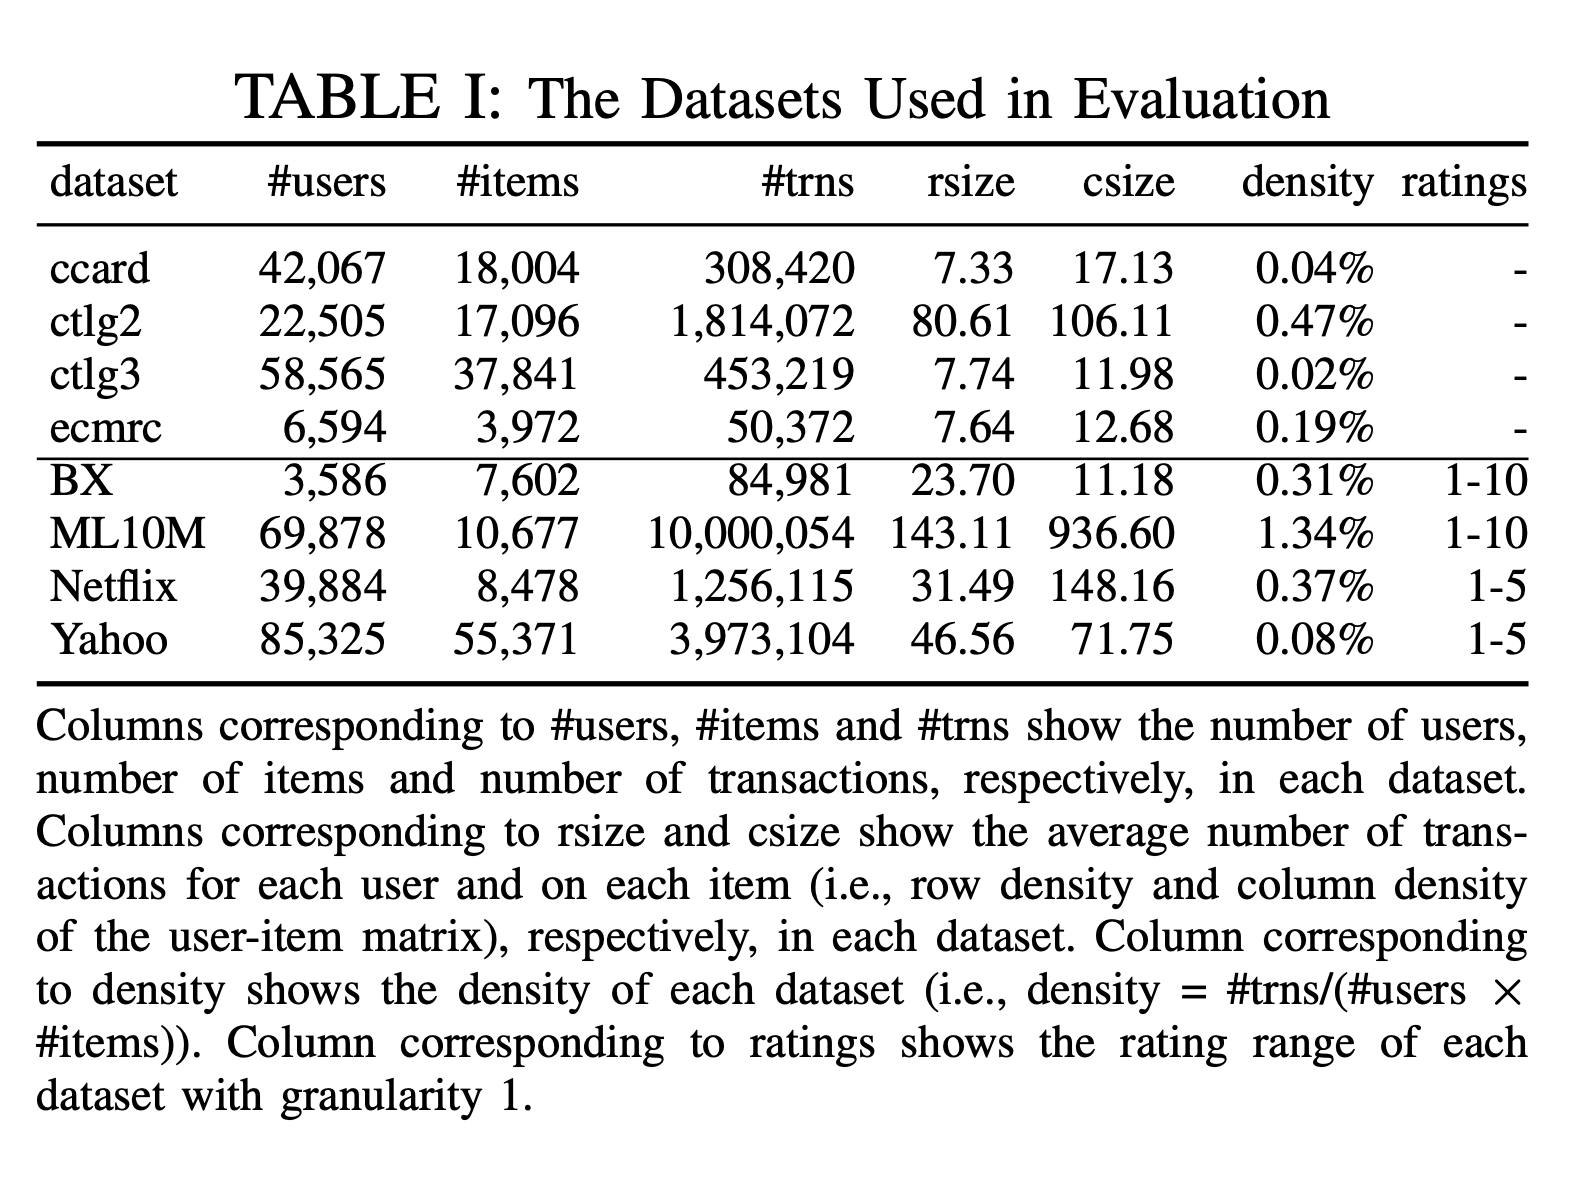 TABLE I: The Datasets Used in Evaluation
dataset #users #items #trns rsize csize density ratings
ccard 42,067 18,004 308,420 7.33 17.13 0.04% -
ctlg2 22,505 17,096 1,814,072 80.61 106.11 0.47% -
ctlg3 58,565 37,841 453,219 7.74 11.98 0.02% -
ecmrc 6,594 3,972 50,372 7.64 12.68 0.19% -
BX 3,586 7,602 84,981 23.70 11.18 0.31% 1-10
ML10M 69,878 10,677 10,000,054 143.11 936.60 1.34% 1-10
Netflix 39,884 8,478 1,256,115 31.49 148.16 0.37% 1-5
Yahoo 85,325 55,371 3,973,104 46.56 71.75 0.08% 1-5
Columns corresponding to #users, #items and #trns show the number of users,
number of items and number of transactions, respectively, in each dataset.
Columns corresponding to rsize and csize show the average number of trans-
actions for each user and on each item (i.e., row density and column density
of the user-item matrix), respectively, in each dataset. Column corresponding
to density shows the density of each dataset (i.e., density = #trns/(#users ×
#items)). Column corresponding to ratings shows the rating range of each
dataset with granularity 1.